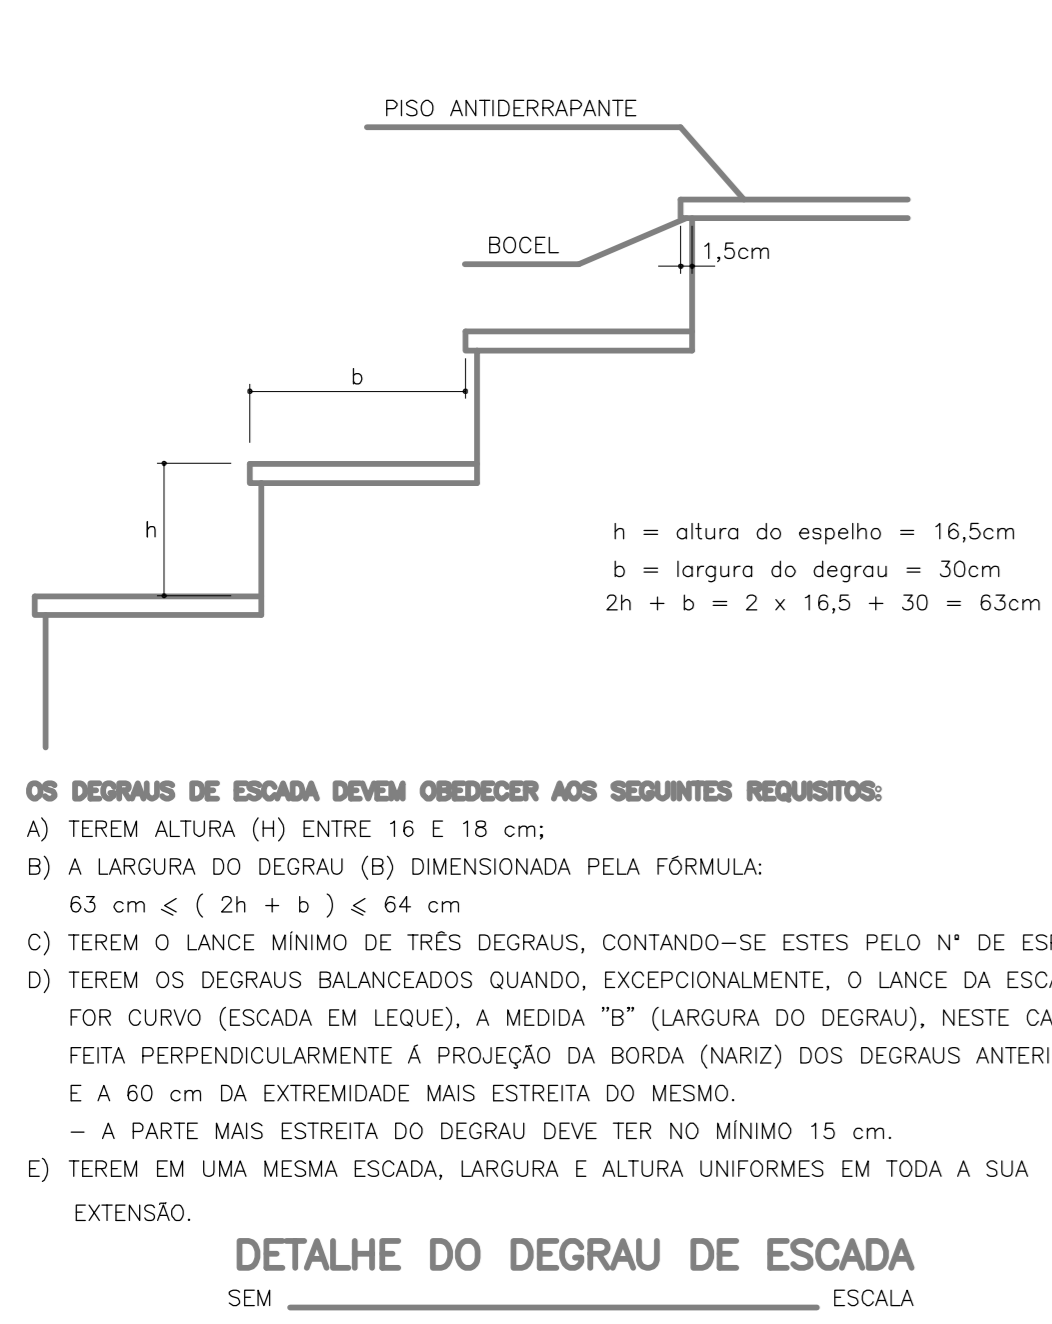 PISO ANTIDERRAPANTE
BOCEL
1,5cm
b
h
h = altura do espelho = 16,5cm
b = largura do degrau = 30cm
2h + b = 2 x 16,5 + 30 = 63cm
OS DEGRAUS DE ESCADA DEVEM OBEDECER AOS SEGUINTES REQUISITOS:
A) TEREM ALTURA (H) ENTRE 16 E 18 cm;
B) A LARGURA DO DEGRAU (B) DIMENSIONADA PELA FÓRMULA:
63 cm ⩽ ( 2h + b ) ⩽ 64 cm
C) TEREM O LANCE MÍNIMO DE TRÊS DEGRAUS, CONTANDO-SE ESTES PELO Nº DE
D) TEREM OS DEGRAUS BALANCEADOS QUANDO, EXCEPCIONALMENTE, O LANCE DA
FOR CURVO (ESCADA EM LEQUE), A MEDIDA "B" (LARGURA DO DEGRAU), NESTE
FEITA PERPENDICULARMENTE Á PROJEÇÃO DA BORDA (NARIZ) DOS DEGRAUS
E A 60 cm DA EXTREMIDADE MAIS ESTREITA DO MESMO.
- A PARTE MAIS ESTREITA DO DEGRAU DEVE TER NO MÍNIMO 15 cm.
E) TEREM EM UMA MESMA ESCADA, LARGURA E ALTURA UNIFORMES EM TODA A SUA
EXTENSÃO.
DETALHE DO DEGRAU DE ESCADA
SEM ESCALA